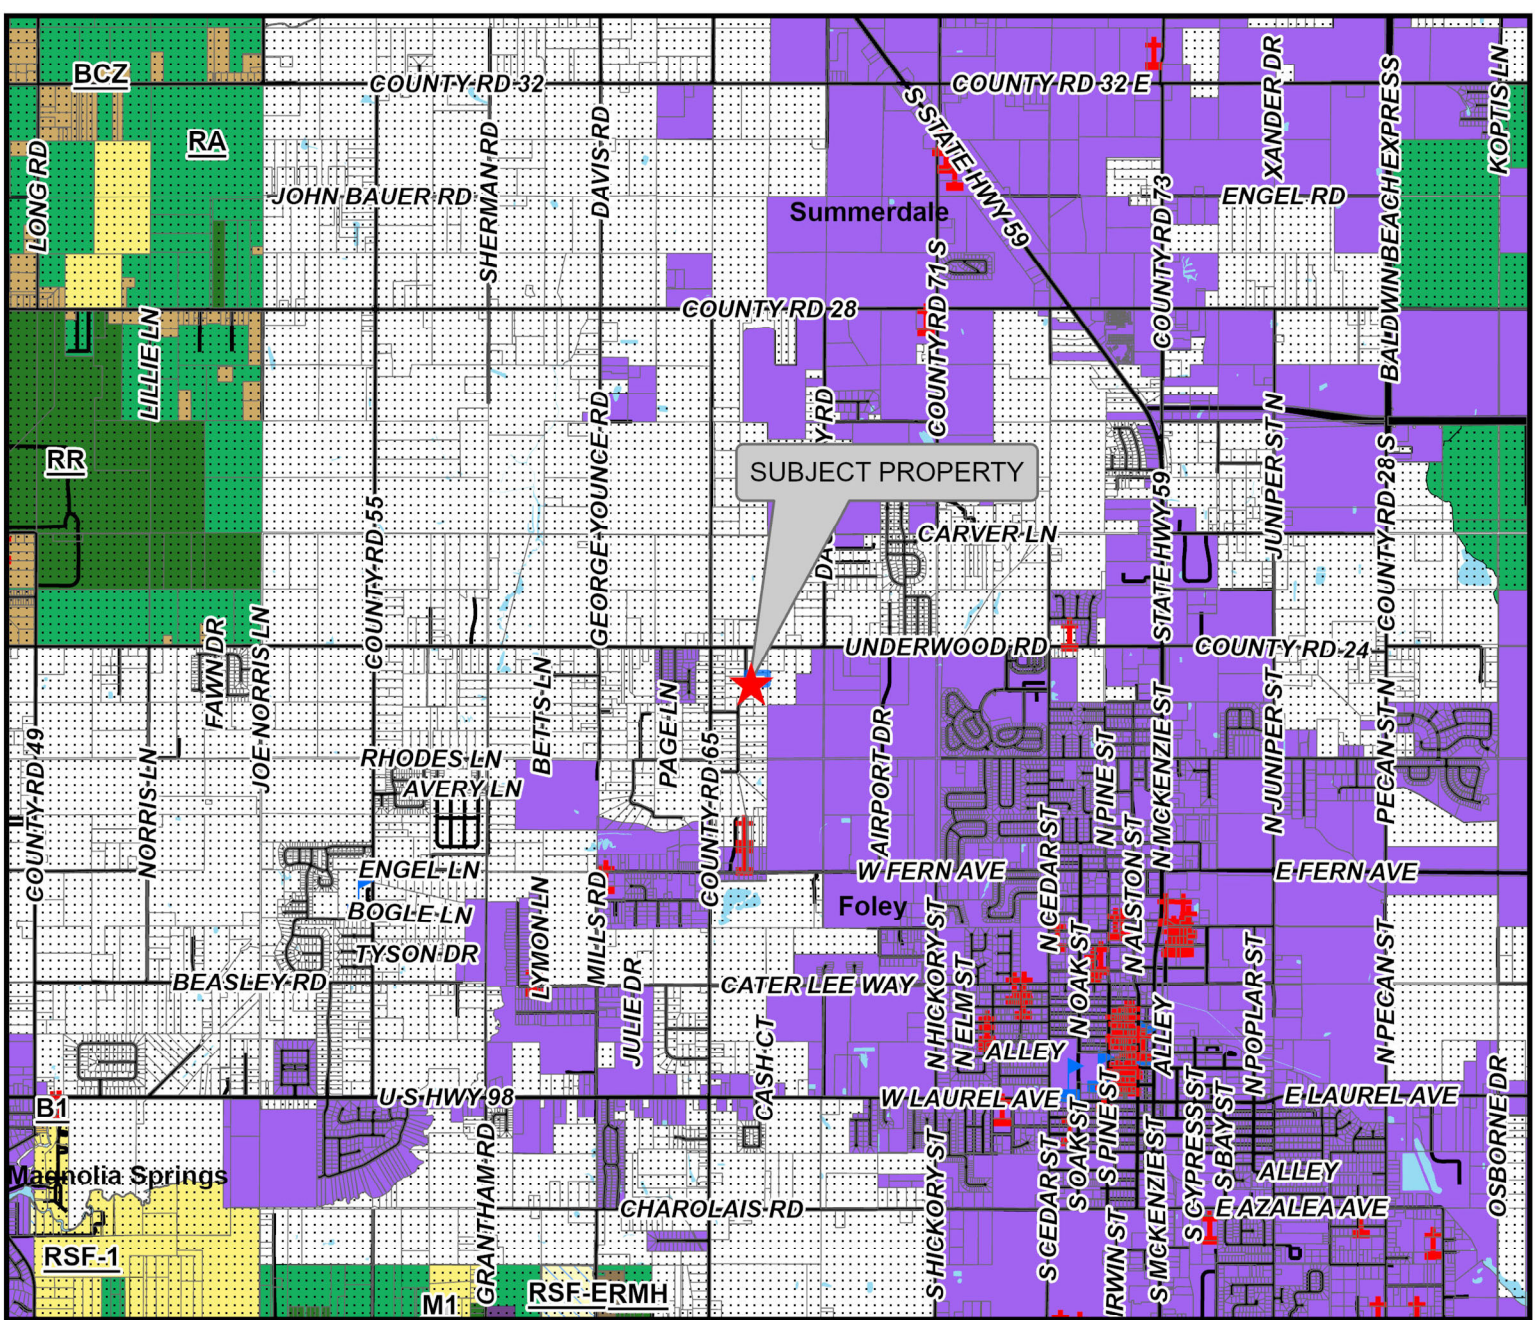 BCZ
COUNTY RD 32
COUNTY RD 32 E
XANDER DR
KOPTIS LN
S STATE HWY 59
RA
LONG RD
JOHN BAUER RD
SHERMAN RD
DAVIS RD
Summerdale
COUNTY RD 73
ENGEL RD
BALDWIN BEACH EXPRESS
COUNTY RD 71 S
COUNTY RD 28
LILLIE LN
RR
COUNTY RD 55
GEORGE YOUNCE RD
SUBJECT PROPERTY
CARVER LN
STATE HWY 59
JUNIPER ST N
COUNTY RD 28 S
FAWN DR
JOE NORRIS LN
UNDERWOOD RD
COUNTY RD 24
COUNTY RD 49
NORRIS LN
RHODES LN
AVERY LN
BETTS LN
PAGE LN
COUNTY RD 65
AIRPORT DR
N PINE ST
N MCKENZIE ST
N JUNIPER ST
PECAN ST N
ENGEL LN
W FERN AVE
N CEDAR ST
N ALSTON ST
E FERN AVE
BOGLE LN
TYSON DR
BEASLEY RD
LYMON LN
MILLS RD
JULIE DR
Foley
CATER LEE WAY
N HICKORY ST
N ELM ST
N OAK ST
ALLEY
ALLEY
N POPLAR ST
N PECAN ST
CASH CT
U S HWY 98
W LAUREL AVE
E LAUREL AVE
OSBORNE DR
B1
Magnolia Springs
GRANTHAM RD
CHAROLAIS RD
S HICKORY ST
S CEDAR ST
S OAK ST
S PINE ST
IRWIN ST
S MCKENZIE ST
S CYPRESS ST
S BAY ST
ALLEY
E AZALEA AVE
RSF-1
M1
RSF-E
RMH